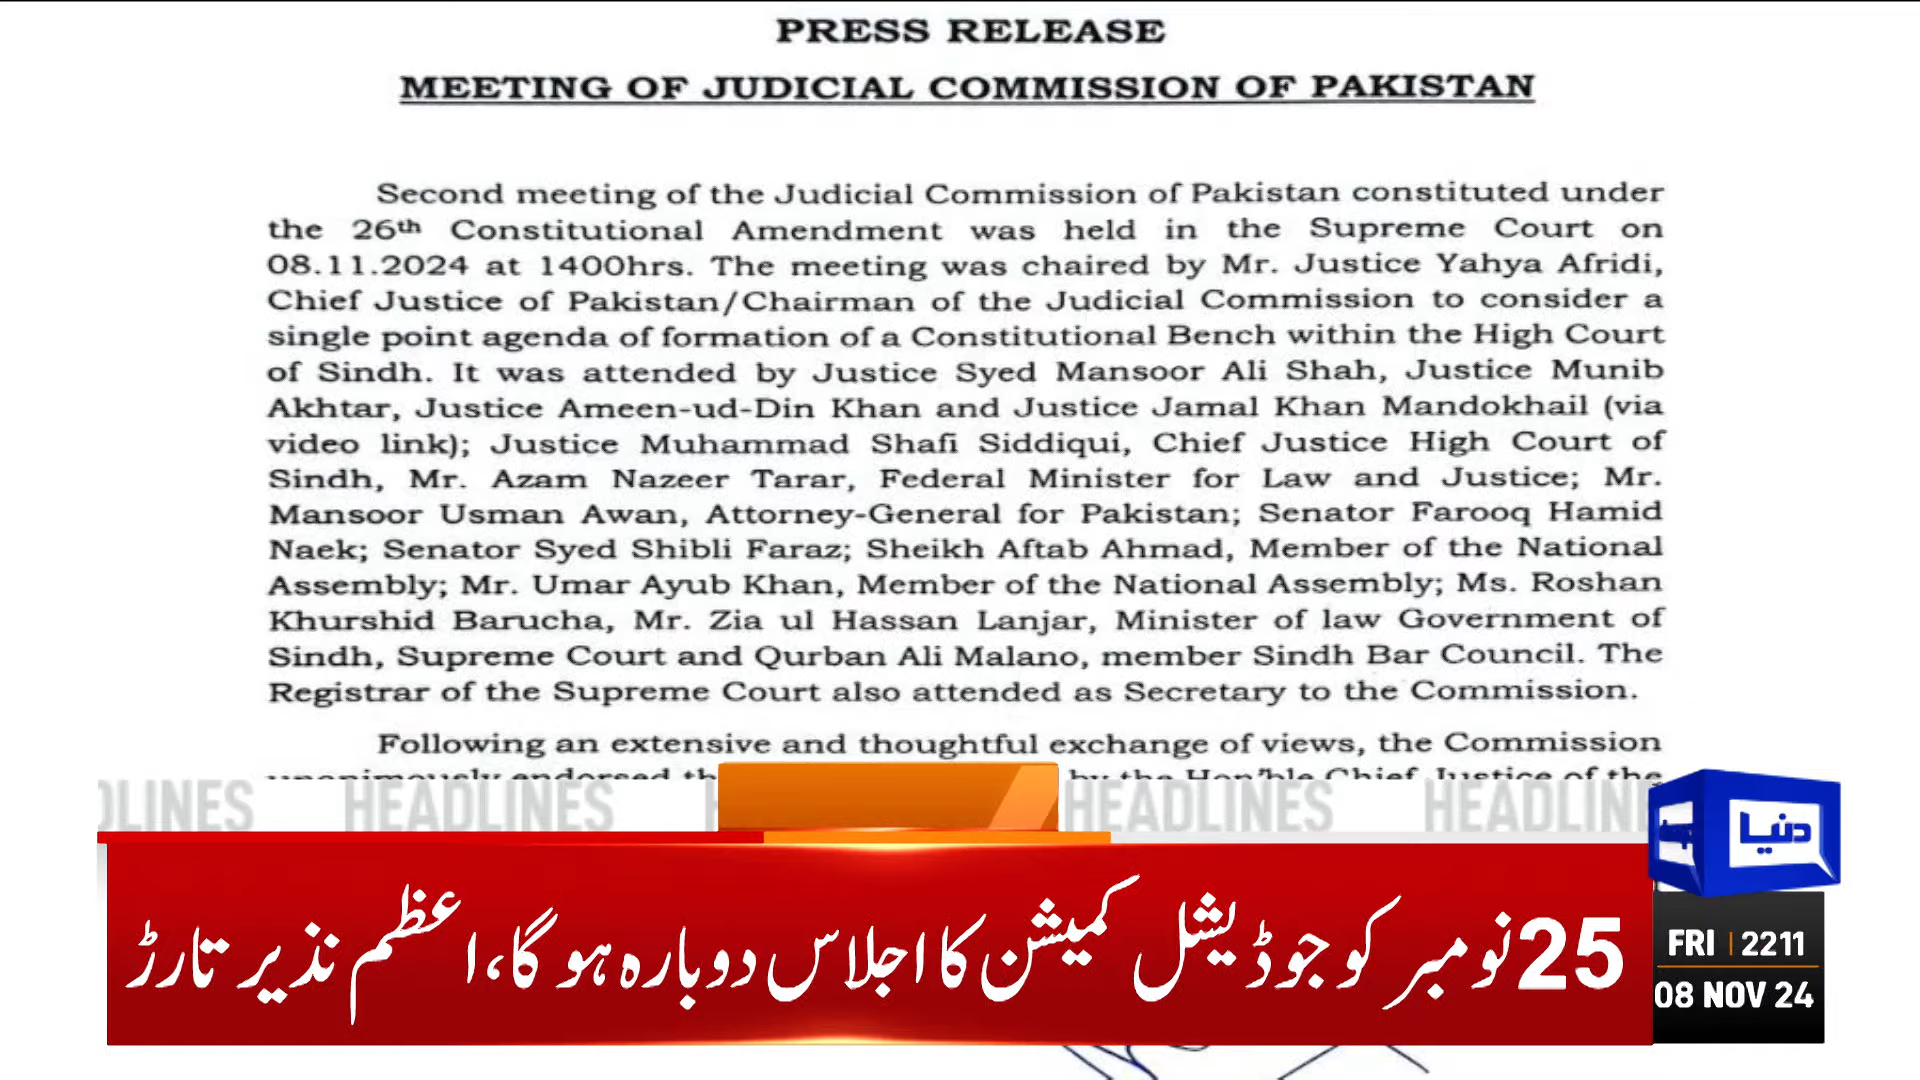 PRESS RELEASE
MEETING OF JUDICIAL COMMISSION OF PAKISTAN
Second meeting of the Judicial Commission of Pakistan constituted under
the 26th Constitutional Amendment was held in the Supreme Court on
08.11.2024 at 1400hrs. The meeting was chaired by Mr. Justice Yahya Afridi,
Chief Justice of Pakistan/Chairman of the Judicial Commission to consider a
single point agenda of formation of a Constitutional Bench within the High Court
of Sindh. It was attended by Justice Syed Mansoor Ali Shah, Justice Munib
Akhtar, Justice Ameen-ud-Din Khan and Justice Jamal Khan Mandokhail (via
video link); Justice Muhammad Shafi Siddiqui, Chief Justice High Court of
Sindh, Mr. Azam Nazeer Tarar, Federal Minister for Law and Justice; Mr.
Mansoor Usman Awan, Attorney-General for Pakistan; Senator Farooq Hamid
Naek; Senator Syed Shibli Faraz; Sheikh Aftab Ahmad, Member of the National
Assembly; Mr. Umar Ayub Khan, Member of the National Assembly; Ms. Roshan
Khurshid Barucha, Mr. Zia ul Hassan Lanjar, Minister of law Government of
Sindh, Supreme Court and Qurban Ali Malano, member Sindh Bar Council. The
Registrar of the Supreme Court also attended as Secretary to the Commission.
Following an extensive and thoughtful exchange of views, the Commission
unanimously endorsed by the Hon'ble Chief Justice of the
HEADLINES HEADLINES
دنیا
25 نومبر کو جوڈیشل کمیشن کا اجلاس دوبارہ ہو گا، اعظم نذیر تارڑ
FRI 2211
08 NOV 24